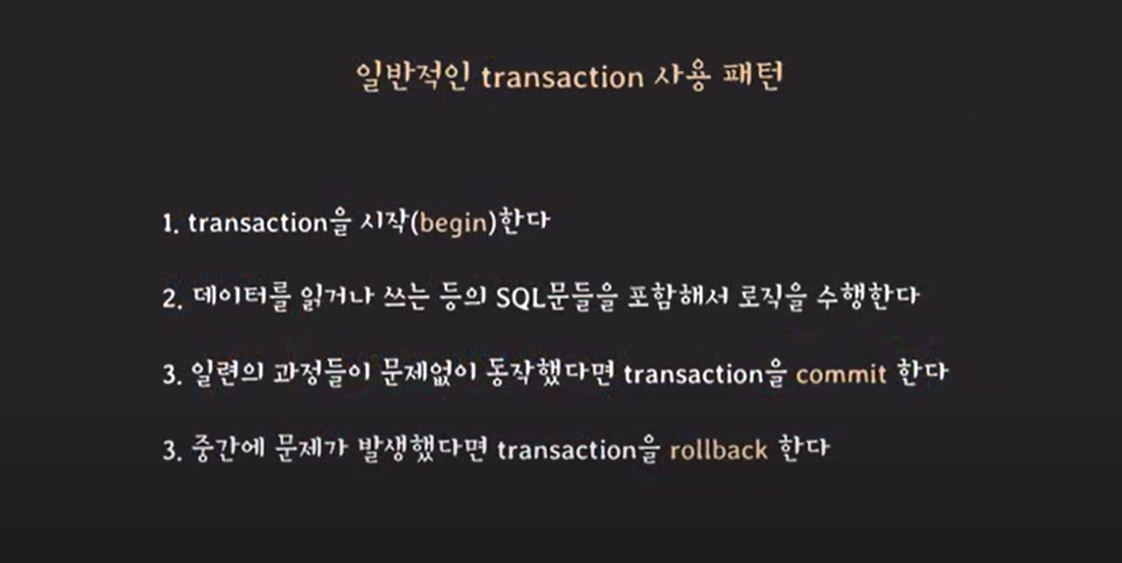 일반적인 transaction 사용 패턴
1. transaction을 시작(begin)한다
2. 데이터를 읽거나 쓰는 등의 SQL문들을 포함해서 로직을 수행한다
3. 일련의 과정들이 문제없이 동작했다면 transaction을 commit 한다
3. 중간에 문제가 발생했다면 transaction을 rollback 한다